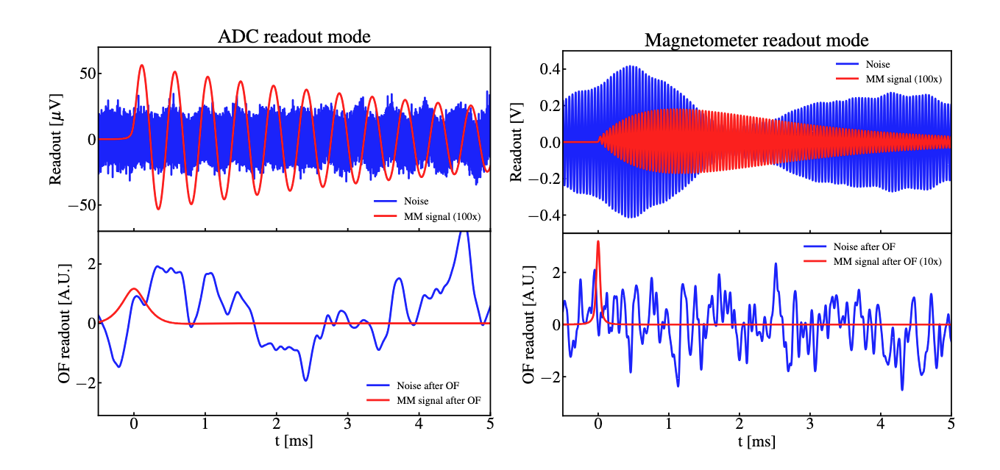 ADC readout mode
50
0
−50
Readout [μV]
Noise
MM signal (100x)
2
0
−2
OF readout [A.U.]
Noise after OF
MM signal after OF
0 1 2 3 4 5
t [ms]
Magnetometer readout mode
0.4
0.2
0.0
−0.2
−0.4
Readout [V]
Noise
MM signal (100x)
2
0
−2
OF readout [A.U.]
Noise after OF
MM signal after OF (10x)
0 1 2 3 4 5
t [ms]